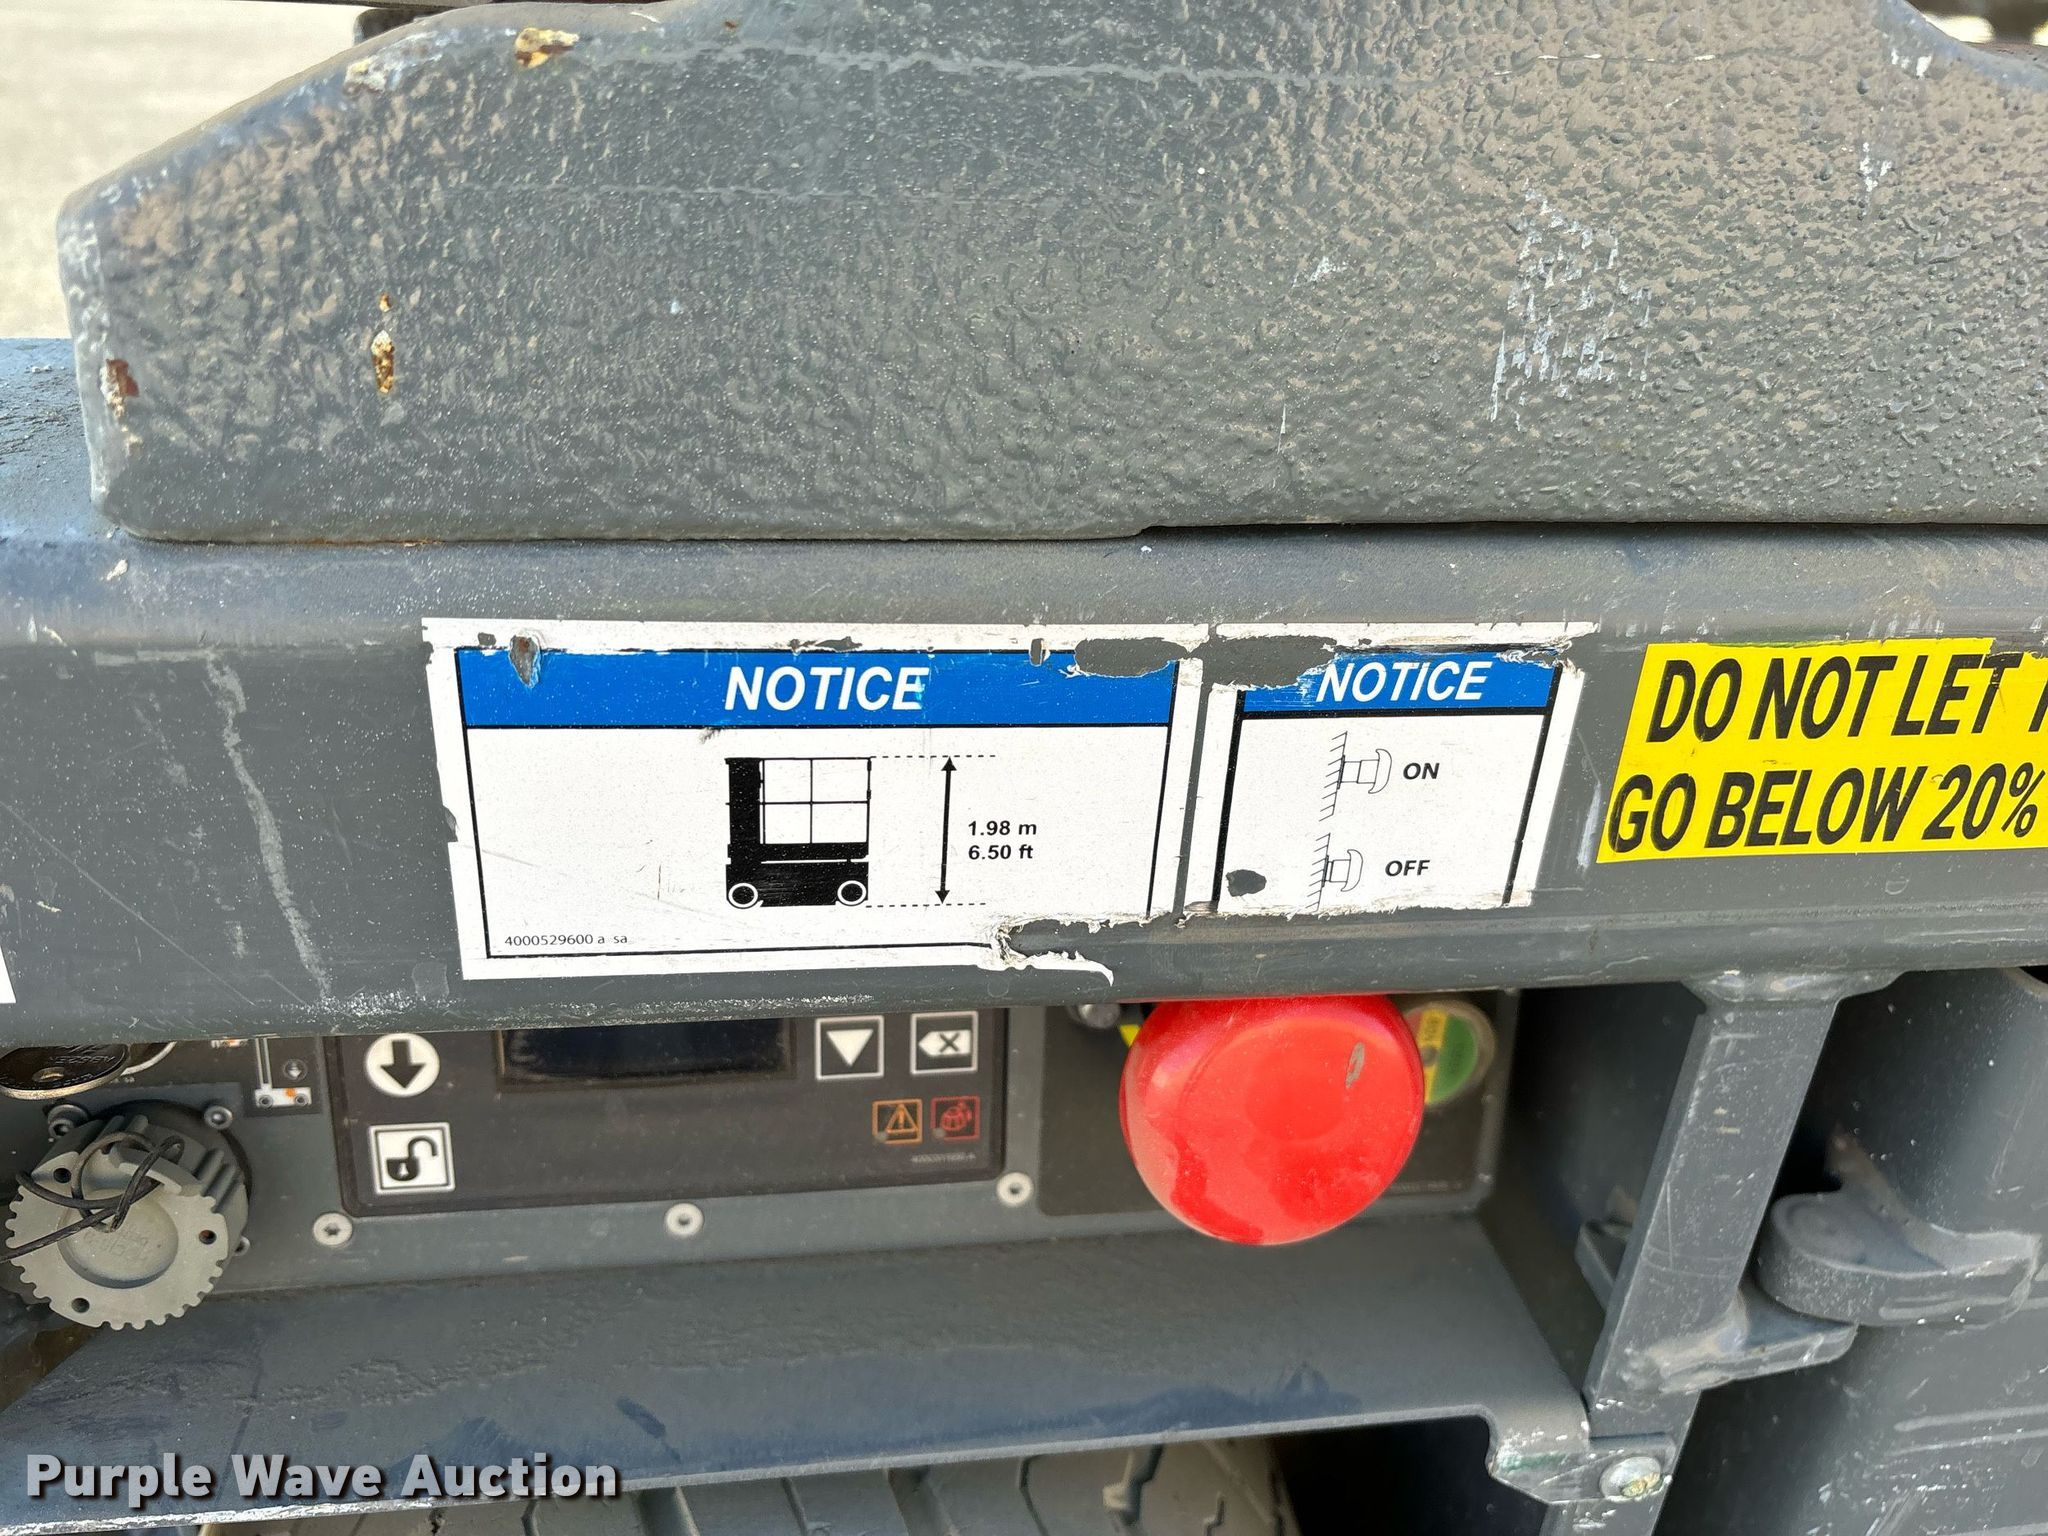 NOTICE
1.98 m
6.50 ft
4000529600 a sa
NOTICE
ON
OFF
DO NOT LET
GO BELOW 20%
Purple Wave Auction